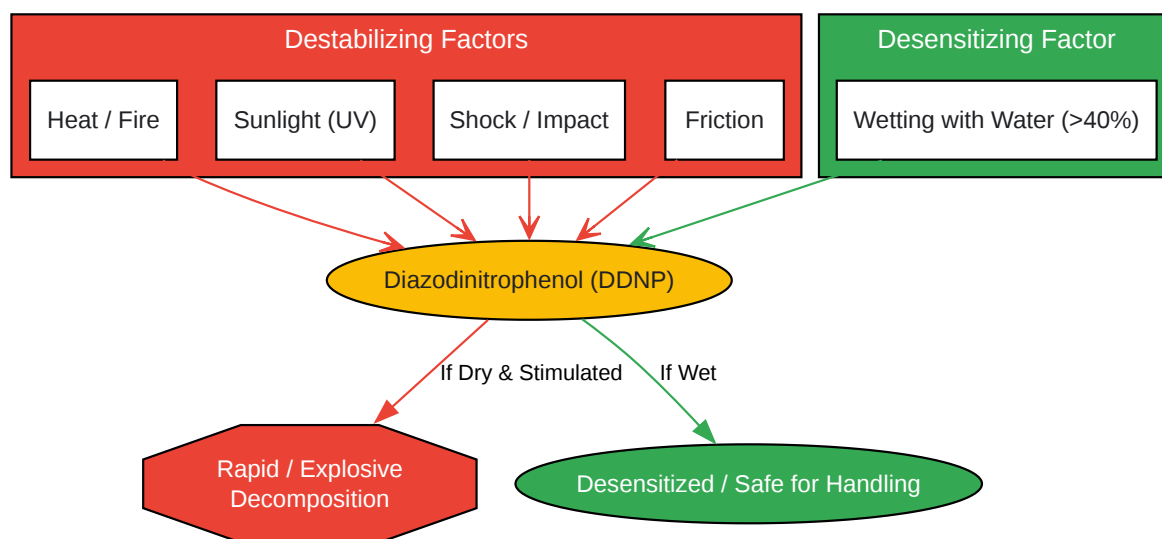 Destabilizing Factors
Desensitizing Factor
Heat / Fire
Sunlight (UV)
Shock / Impact
Friction
Wetting with Water (>40%)
Diazodinitrophenol (DDNP)
If Dry & Stimulated
If Wet
Rapid / Explosive
Decomposition
Desensitized / Safe for Handling